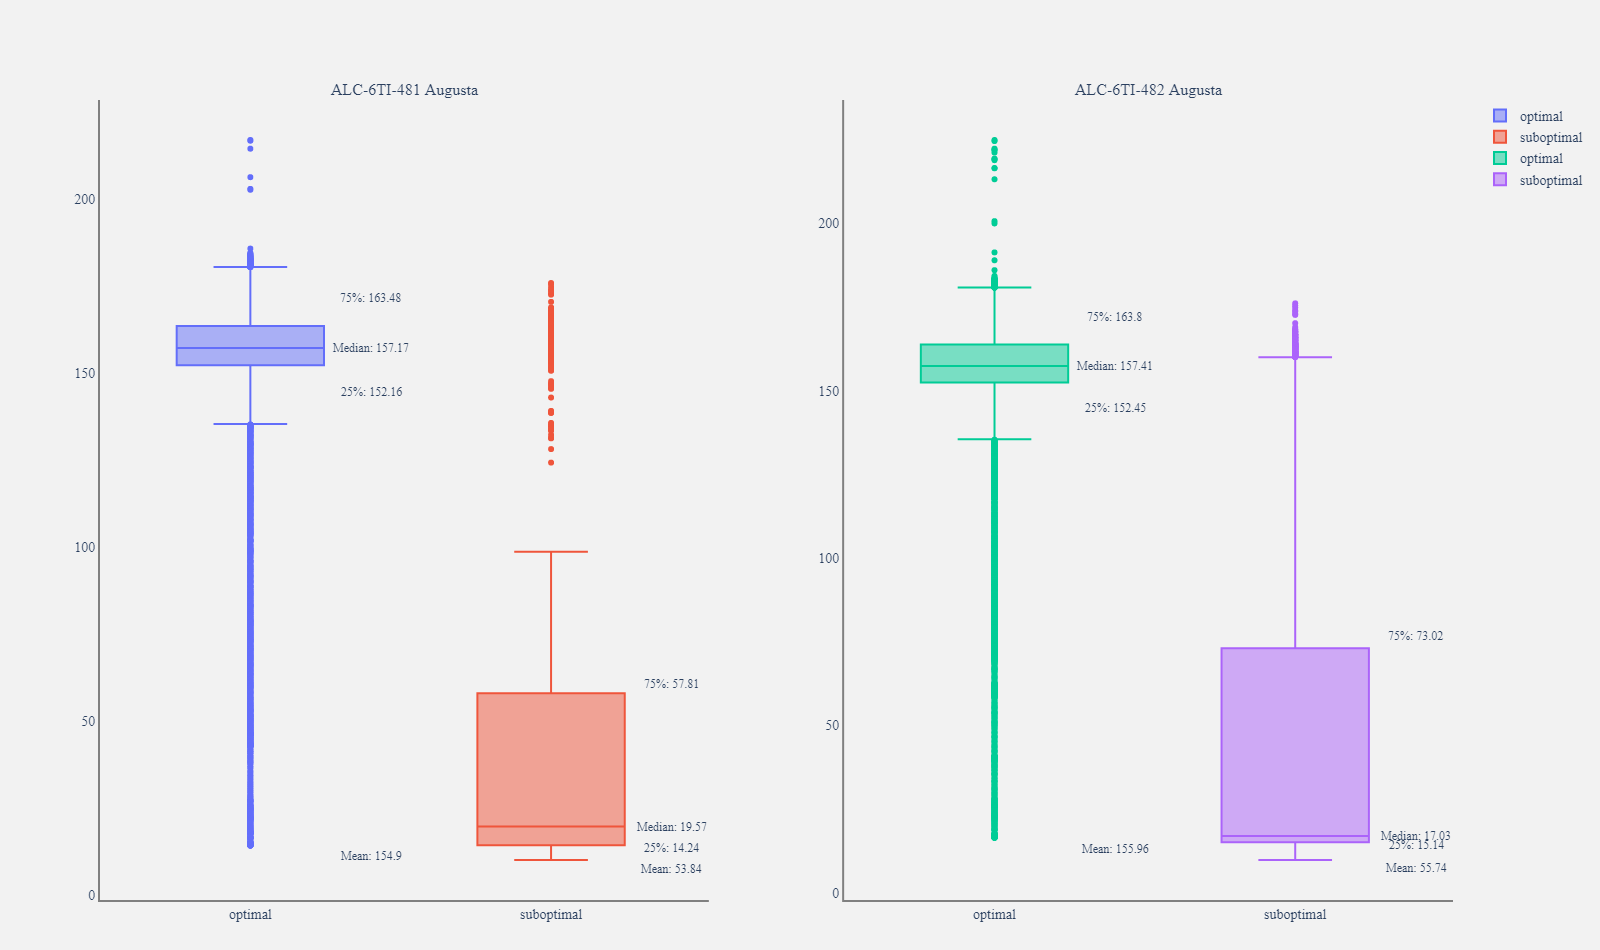 ALC-6TI-481 Augusta
200
150
100
50
0
75%: 163.48
Median: 157.17
25%: 152.16
Mean: 154.9
75%: 57.81
Median: 19.57
25%: 14.24
Mean: 53.84
optimal
suboptimal
ALC-6TI-482 Augusta
200
150
100
50
0
75%: 163.8
Median: 157.41
25%: 152.45
Mean: 155.96
75%: 73.02
Median: 17.03
25%: 15.14
Mean: 55.74
optimal
suboptimal
optimal
suboptimal
optimal
suboptimal